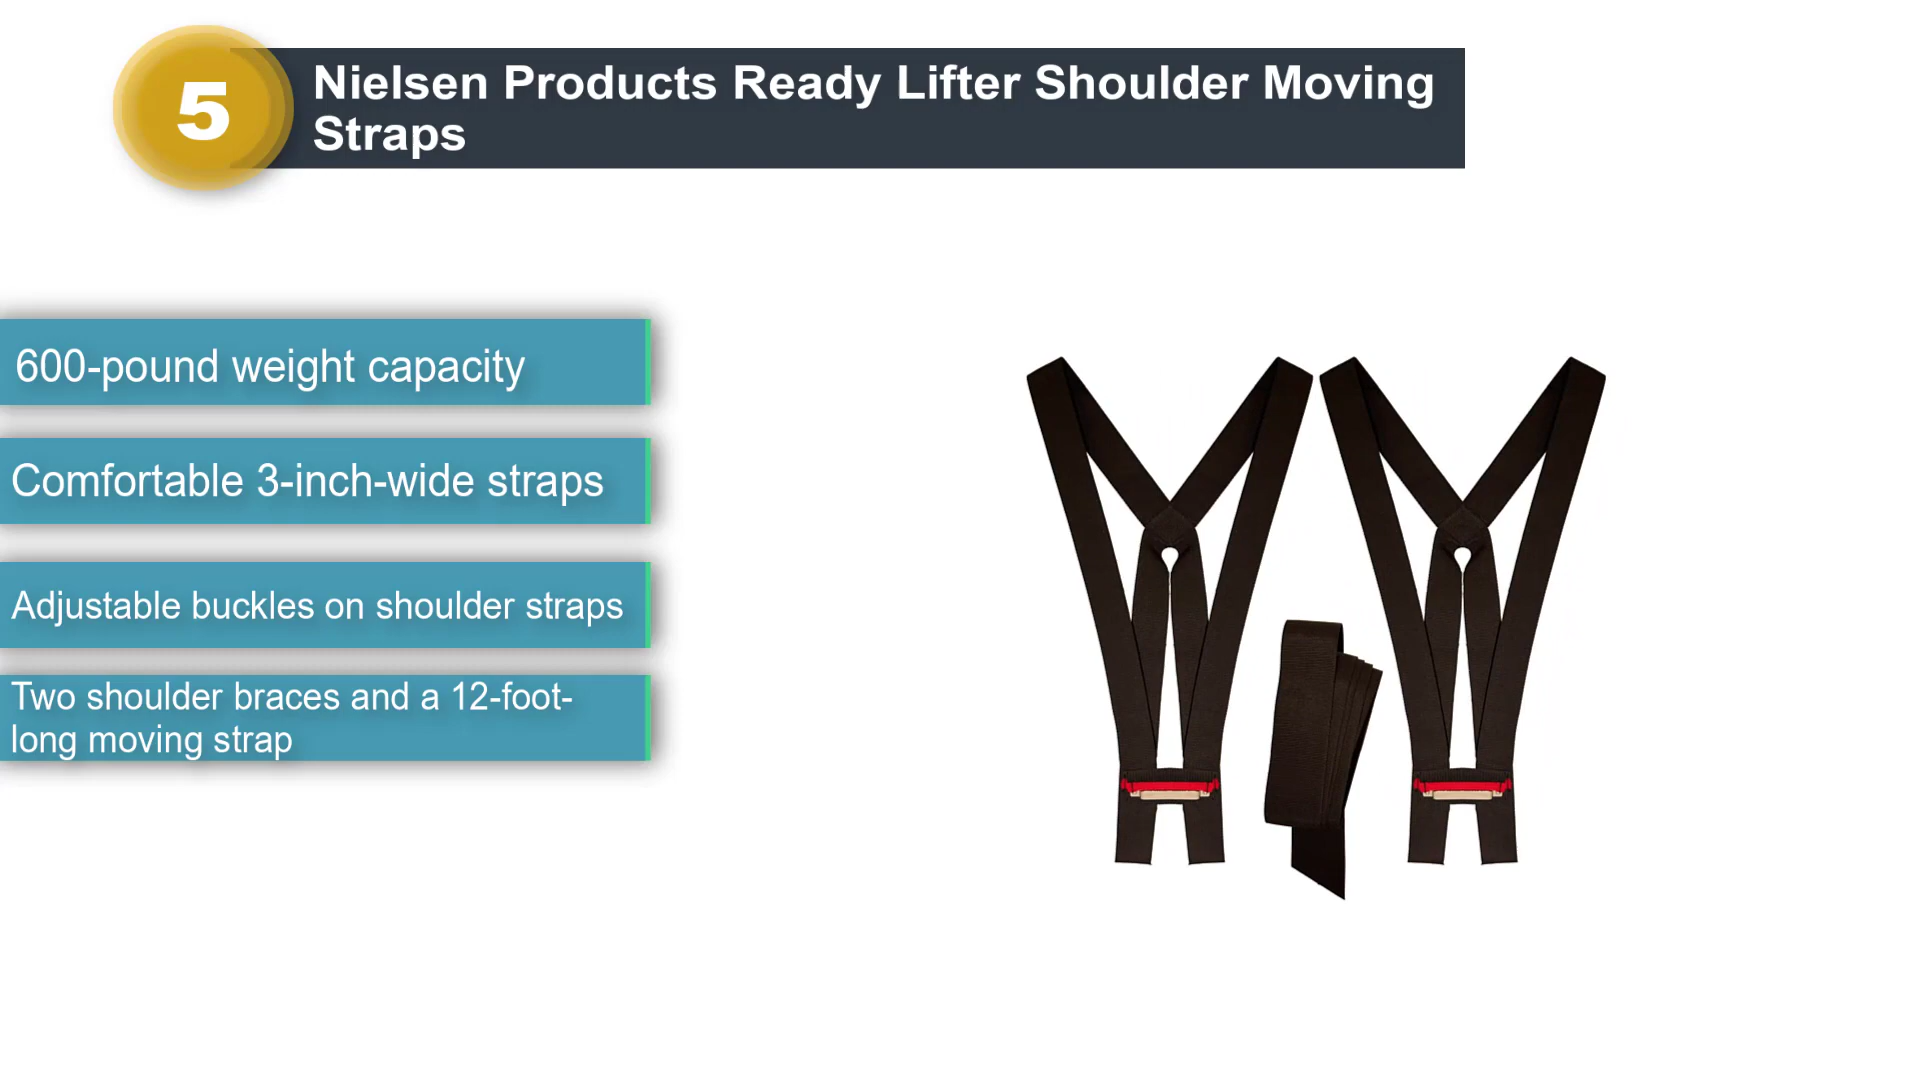 5
Nielsen Products Ready Lifter Shoulder Moving
Straps
600-pound weight capacity
Comfortable 3-inch-wide straps
Adjustable buckles on shoulder straps
Two shoulder braces and a 12-foot-
long moving strap